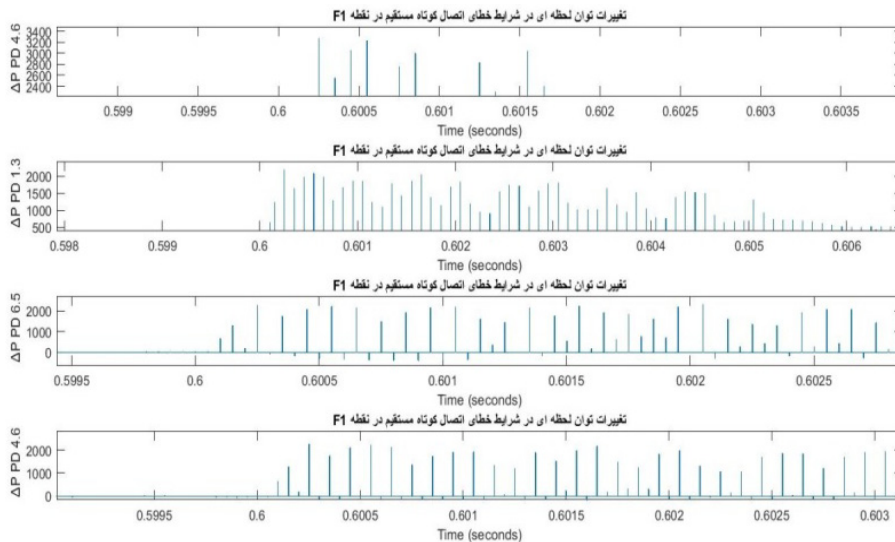 تغییرات توان لحظه ای در شرایط خطای اتصال کوتاه مستقیم در نقطه F1
ΔP PD 4.6
3400
3200
3000
2800
2600
2400
0.599 0.5995 0.6 0.6005 0.601 0.6015 0.602 0.6025 0.603 0.6035
Time (seconds)
تغییرات توان لحظه ای در شرایط خطای اتصال کوتاه مستقیم در نقطه F1
ΔP PD 1.3
2000
1500
1000
500
0.598 0.599 0.6 0.601 0.602 0.603 0.604 0.605 0.606
Time (seconds)
تغییرات توان لحظه ای در شرایط خطای اتصال کوتاه مستقیم در نقطه F1
ΔP PD 6.5
2000
1000
0
0.5995 0.6 0.6005 0.601 0.6015 0.602 0.6025
Time (seconds)
تغییرات توان لحظه ای در شرایط خطای اتصال کوتاه مستقیم در نقطه F1
ΔP PD 4.6
2000
1000
0
0.5995 0.6 0.6005 0.601 0.6015 0.602 0.6025 0.603
Time (seconds)